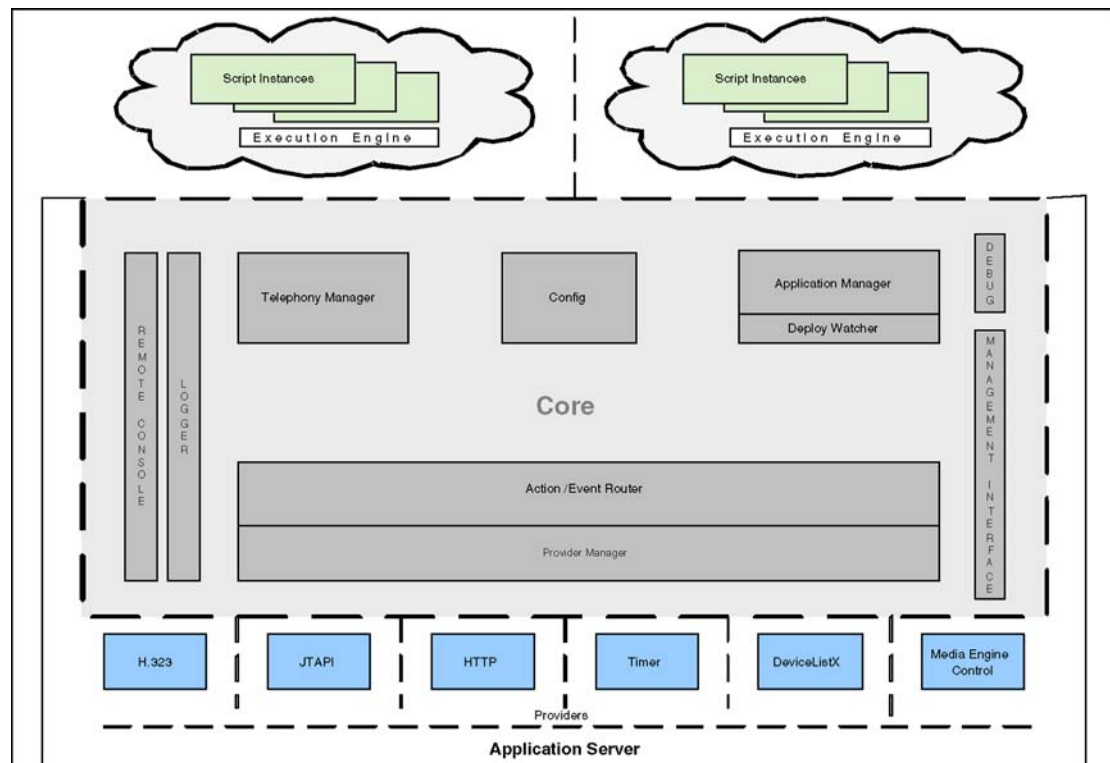 Script Instances
Execution Engine
Script Instances
Execution Engine
REMOTE CONSOLE
LOGGER
Telephony Manager
Config
Application Manager
Deploy Watcher
DEBUG
MANAGEMENT INTERFACE
Core
Action /Event Router
Provider Manager
H.323
JTAPI
HTTP
Timer
DeviceListX
Media Engine
Control
Providers
Application Server